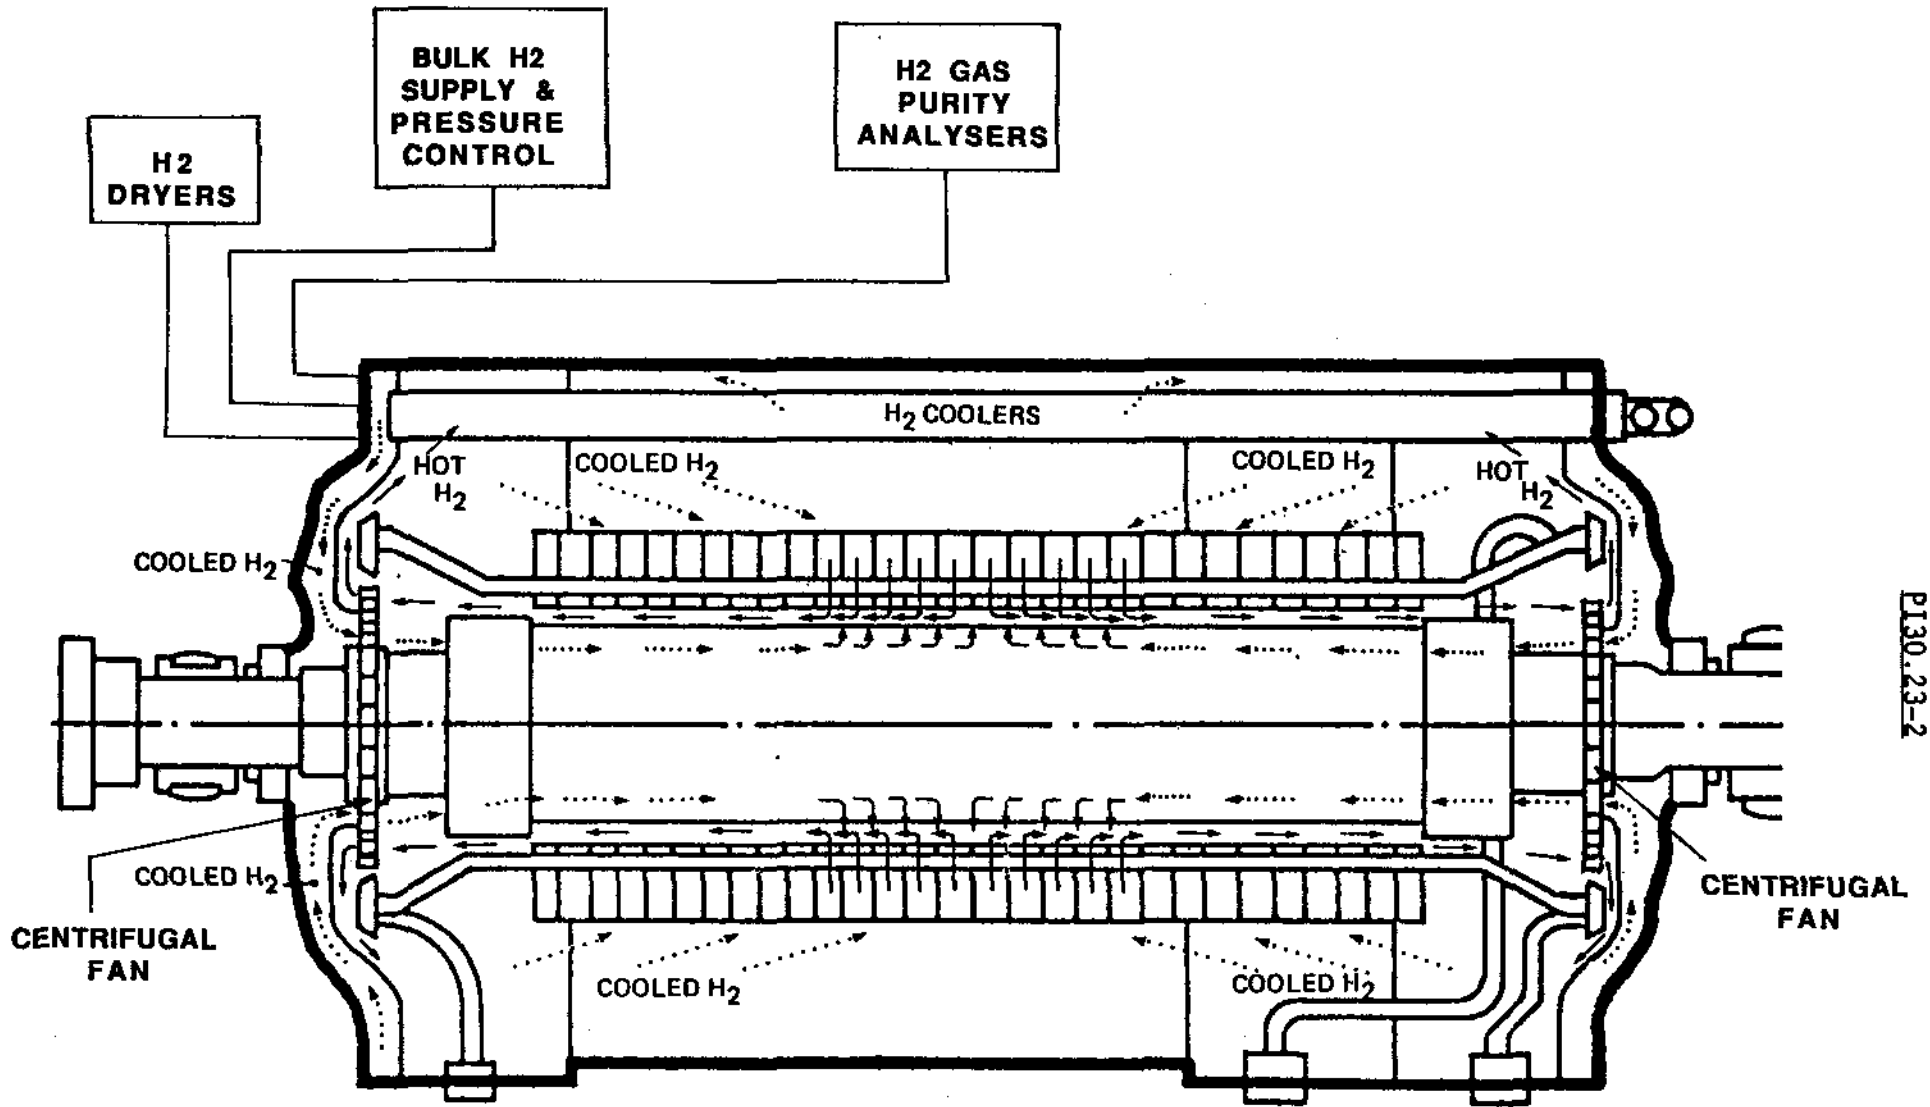 BULK H2
SUPPLY &
PRESSURE
CONTROL
H2 GAS
PURITY
ANALYSERS
H2
DRYERS
H2 COOLERS
HOT
H2
COOLED H2
COOLED H2
HOT
H2
COOLED H2
COOLED H2
CENTRIFUGAL
FAN
COOLED H2
COOLED H2
CENTRIFUGAL
FAN
PI30.23-2